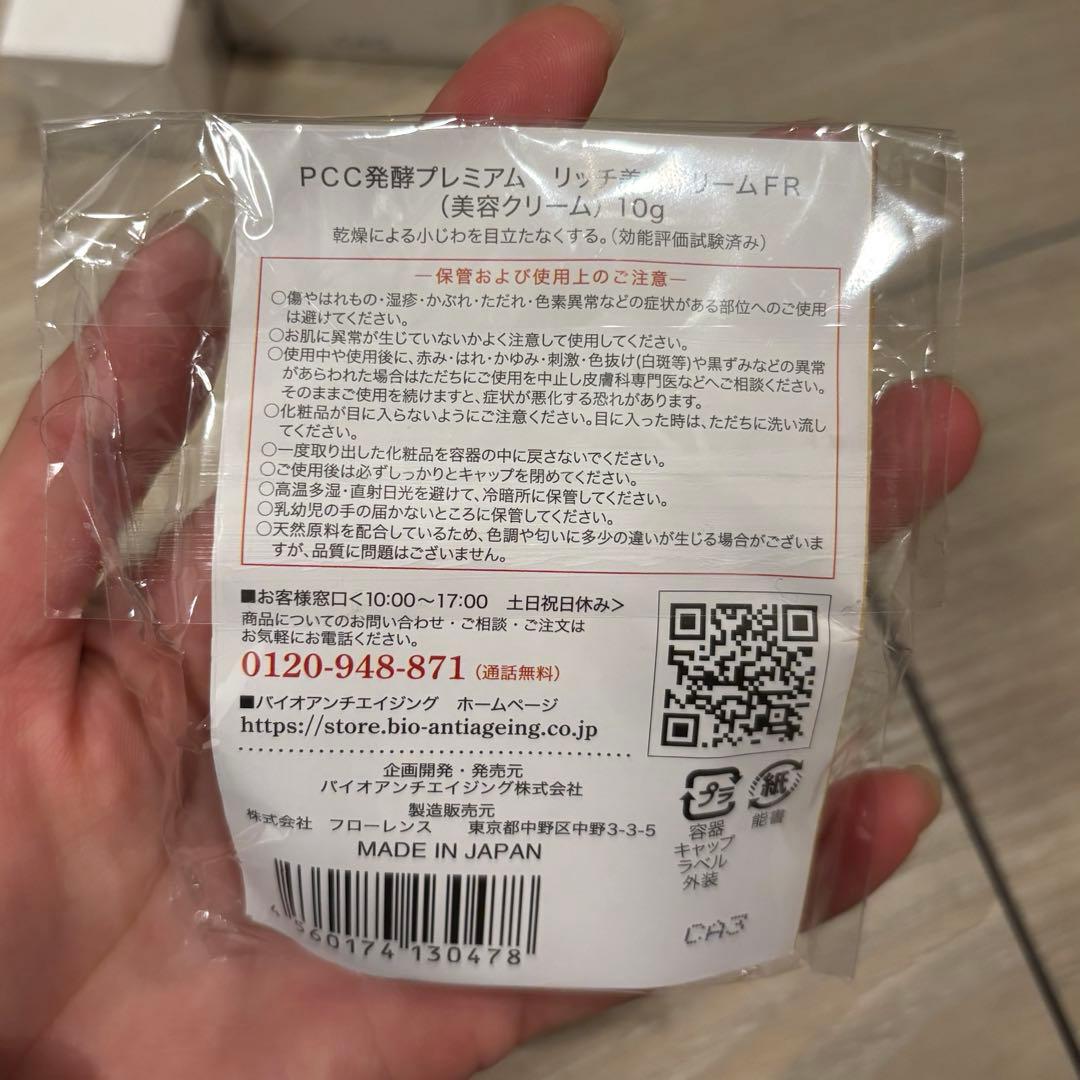 PCC発酵プレミアム リッチ美 リームFR
(美容クリーム) 10g
乾燥による小じわを目立たなくする。(効能評価試験済み)
―保管および使用上のご注意―
○傷やはれもの・湿疹・かぶれ・ただれ・色素異常などの症状がある部位へのご使用
は避けてください。
○お肌に異常が生じていないかよく注意して使用してください。
○使用中や使用後に、赤み・はれ・かゆみ・刺激・色抜け(白斑等)や黒ずみなどの異常
があらわれた場合はただちにご使用を中止し皮膚科専門医などへご相談ください。
そのままご使用を続けますと、症状が悪化する恐れがあります。
○化粧品が目に入らないようにご注意ください。目に入った時は、ただちに洗い流し
てください。
○一度取り出した化粧品を容器の中に戻さないでください。
○ご使用後は必ずしっかりとキャップを閉めてください。
○高温多湿・直射日光を避けて、冷暗所に保管してください。
○乳幼児の手の届かないところに保管してください。
○天然原料を配合しているため、色調や匂いに多少の違いが生じる場合がございま
すが、品質に問題はございません。
■お客様窓口<10:00～17:00 土日祝日休み>
商品についてのお問い合わせ・ご相談・ご注文は
お気軽にお電話ください。
0120-948-871(通話無料)
■バイオアンチエイジング ホームページ
https://store.bio-antiageing.co.jp
企画開発・発売元
バイオアンチエイジング株式会社
製造販売元
株式会社 フローレンス 東京都中野区中野3-3-5
MADE IN JAPAN
4 560174 130478
プラ
容器
キャップ
ラベル
外装
紙
能書
CA3